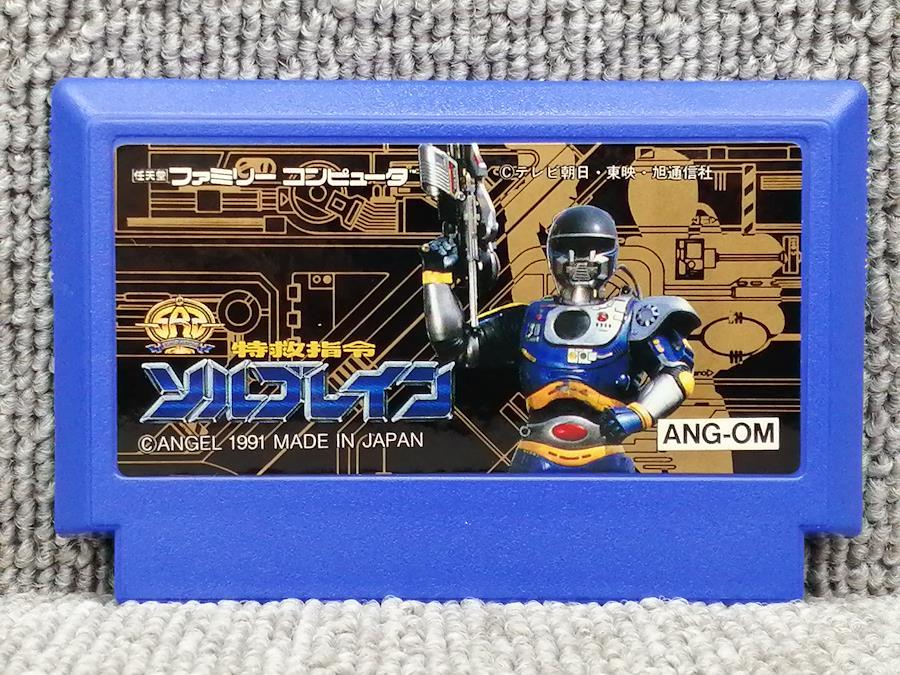 任天堂 ファミリー コンピュータ TM
©テレビ朝日・東映・旭通信社
特救指令
ソルブレイン
©ANGEL 1991 MADE IN JAPAN
ANG-OM